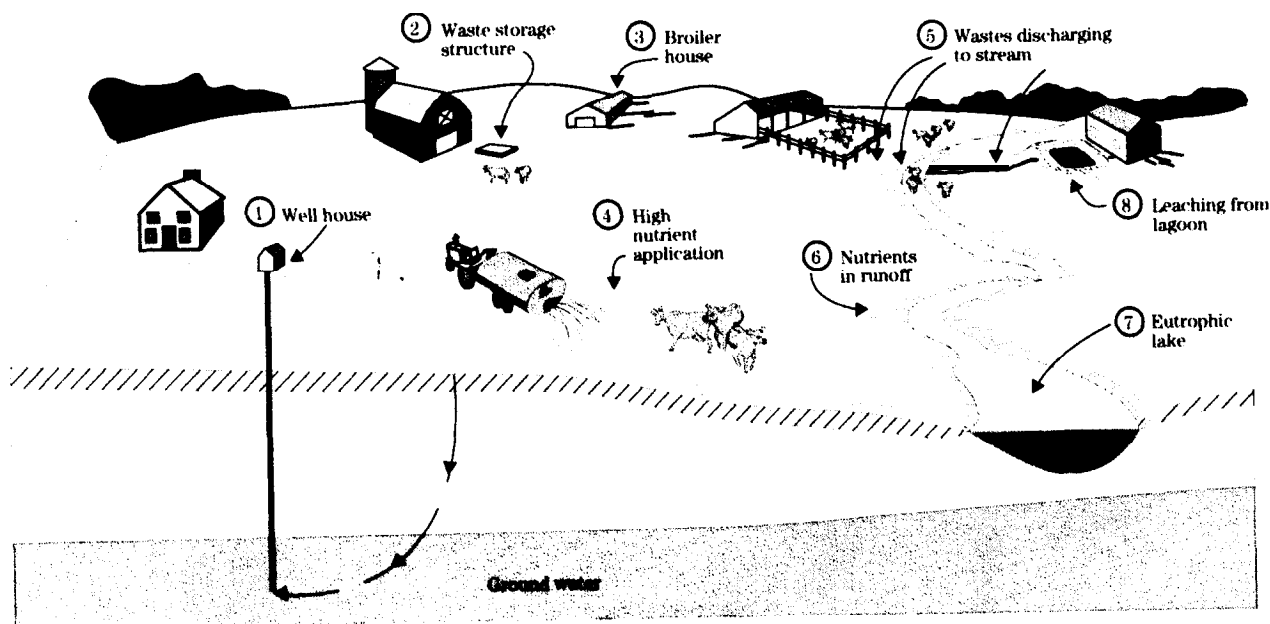 2 Waste storage
structure
3 Broiler
house
5 Wastes discharging
to stream
1 Well house
4 High
nutrient
application
8 Leaching from
lagoon
6 Nutrients
in runoff
7 Eutrophic
lake
Ground water